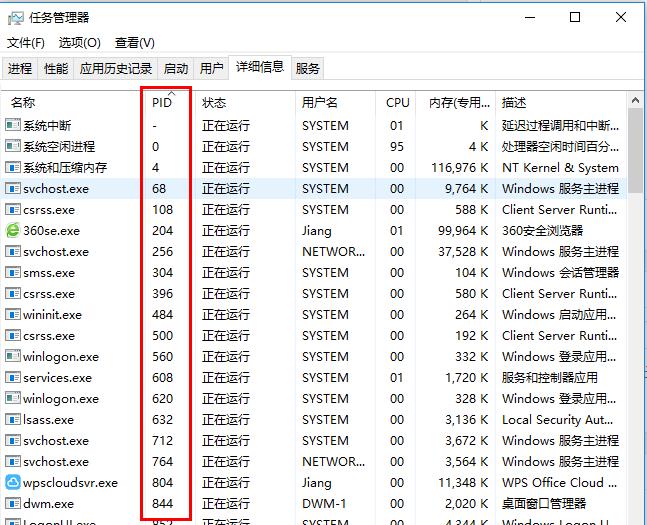 任务管理器
文件(F) 选项(O) 查看(V)
进程 性能 应用历史记录 启动 用户 详细信息 服务
名称 PID 状态 用户名 CPU 内存(专用... 描述
系统中断 - 正在运行 SYSTEM 01 K 延迟过程调用和中断...
系统空闲进程 0 正在运行 SYSTEM 95 4 K 处理器空闲时间百分...
系统和压缩内存 4 正在运行 SYSTEM 00 116,976 K NT Kernel & System
svchost.exe 68 正在运行 SYSTEM 00 9,764 K Windows 服务主进程
csrss.exe 108 正在运行 SYSTEM 00 588 K Client Server Runti...
360se.exe 204 正在运行 Jiang 01 99,964 K 360安全浏览器
svchost.exe 256 正在运行 NETWOR... 00 37,528 K Windows 服务主进程
smss.exe 304 正在运行 SYSTEM 00 104 K Windows 会话管理器
csrss.exe 396 正在运行 SYSTEM 00 580 K Client Server Runti...
wininit.exe 484 正在运行 SYSTEM 00 264 K Windows 启动应用...
csrss.exe 500 正在运行 SYSTEM 00 192 K Client Server Runti...
winlogon.exe 560 正在运行 SYSTEM 00 332 K Windows 登录应用...
services.exe 608 正在运行 SYSTEM 01 1,720 K 服务和控制器应用
winlogon.exe 620 正在运行 SYSTEM 00 328 K Windows 登录应用...
lsass.exe 632 正在运行 SYSTEM 00 3,136 K Local Security Aut...
svchost.exe 712 正在运行 SYSTEM 00 3,672 K Windows 服务主进程
svchost.exe 764 正在运行 NETWOR... 00 3,564 K Windows 服务主进程
wpscloudsvr.exe 804 正在运行 Jiang 00 11,348 K WPS Office Cloud ...
dwm.exe 844 正在运行 DWM-1 00 2,020 K 桌面窗口管理器
LogonUI.exe 852 正在运行 SYSTEM 00 4,344 K Windows Logon U...